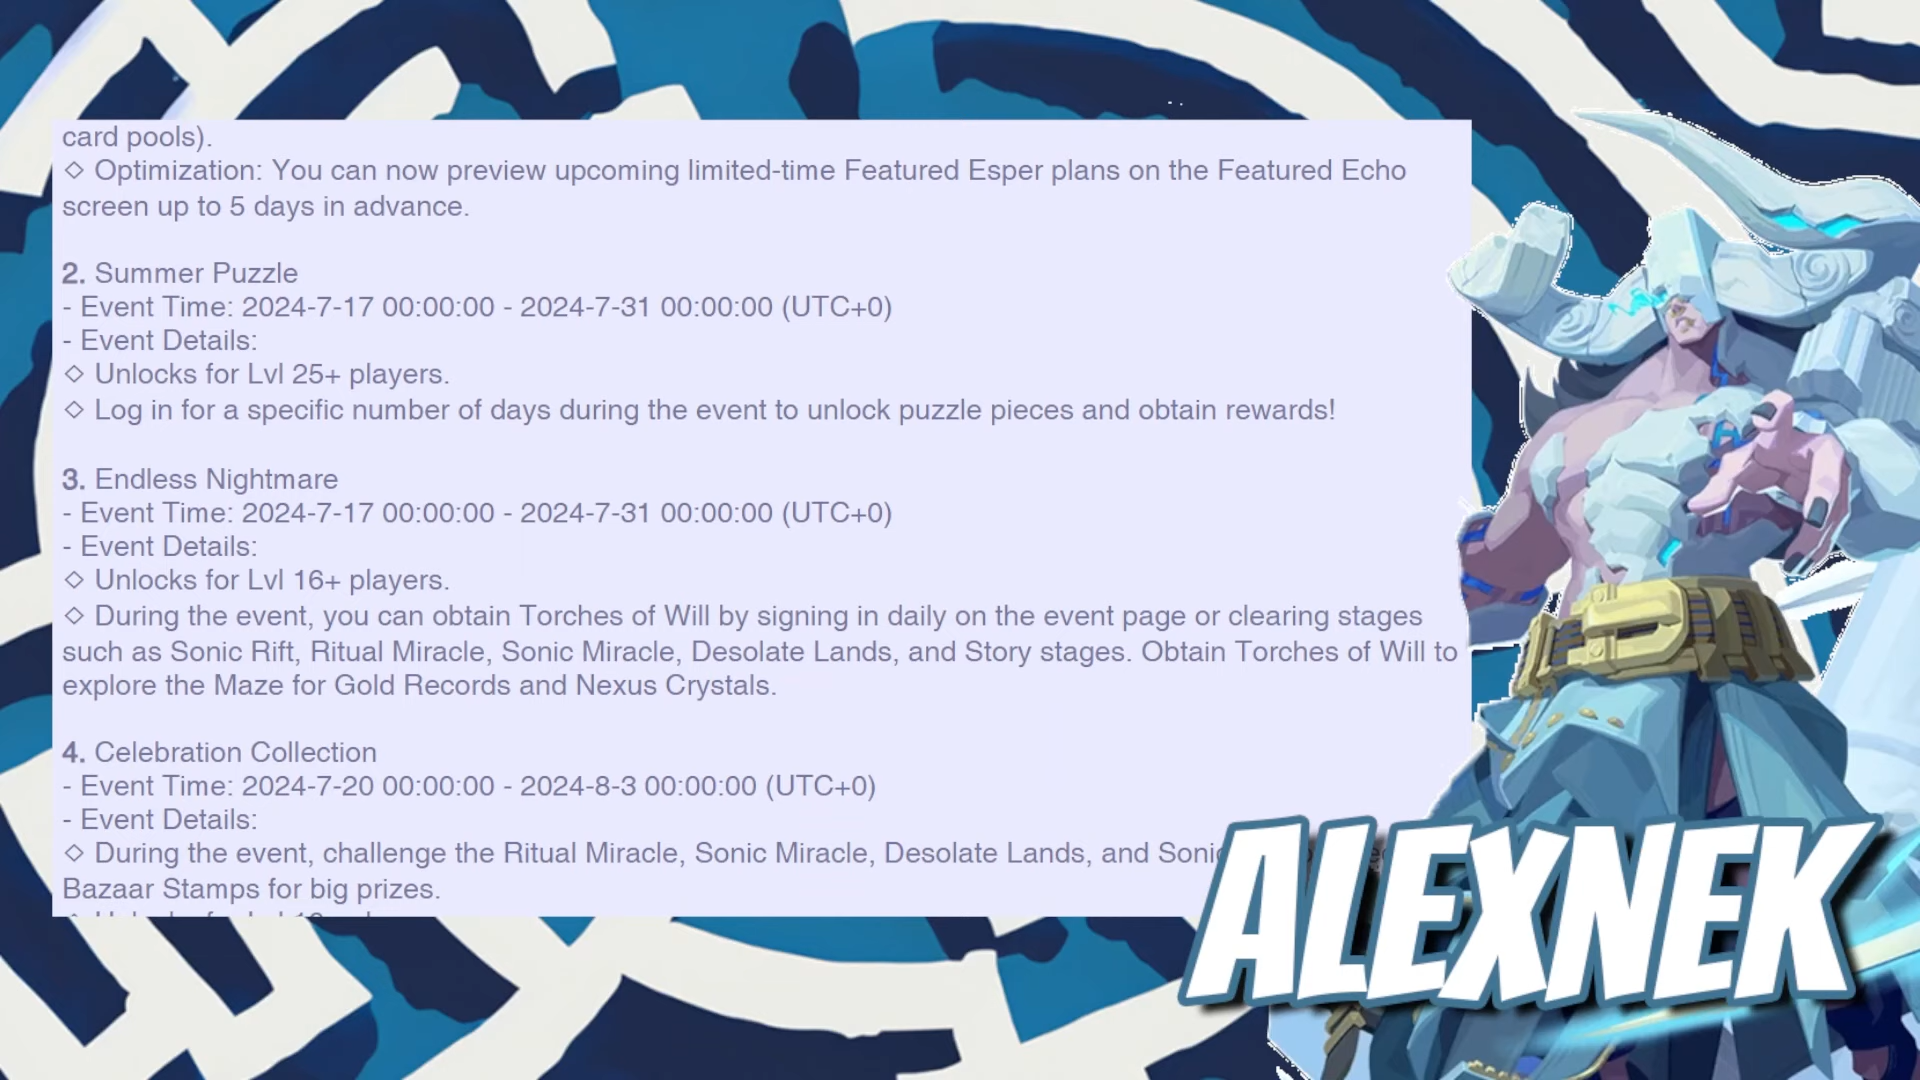 card pools).
◇ Optimization: You can now preview upcoming limited-time Featured Esper plans on the Featured Echo
screen up to 5 days in advance.
2. Summer Puzzle
- Event Time: 2024-7-17 00:00:00 - 2024-7-31 00:00:00 (UTC+0)
- Event Details:
◇ Unlocks for Lvl 25+ players.
◇ Log in for a specific number of days during the event to unlock puzzle pieces and obtain rewards!
3. Endless Nightmare
- Event Time: 2024-7-17 00:00:00 - 2024-7-31 00:00:00 (UTC+0)
- Event Details:
◇ Unlocks for Lvl 16+ players.
◇ During the event, you can obtain Torches of Will by signing in daily on the event page or clearing stages
such as Sonic Rift, Ritual Miracle, Sonic Miracle, Desolate Lands, and Story stages. Obtain Torches of Will to
explore the Maze for Gold Records and Nexus Crystals.
4. Celebration Collection
- Event Time: 2024-7-20 00:00:00 - 2024-8-3 00:00:00 (UTC+0)
- Event Details:
◇ During the event, challenge the Ritual Miracle, Sonic Miracle, Desolate Lands, and Sonic
Bazaar Stamps for big prizes.
ALEXNEK